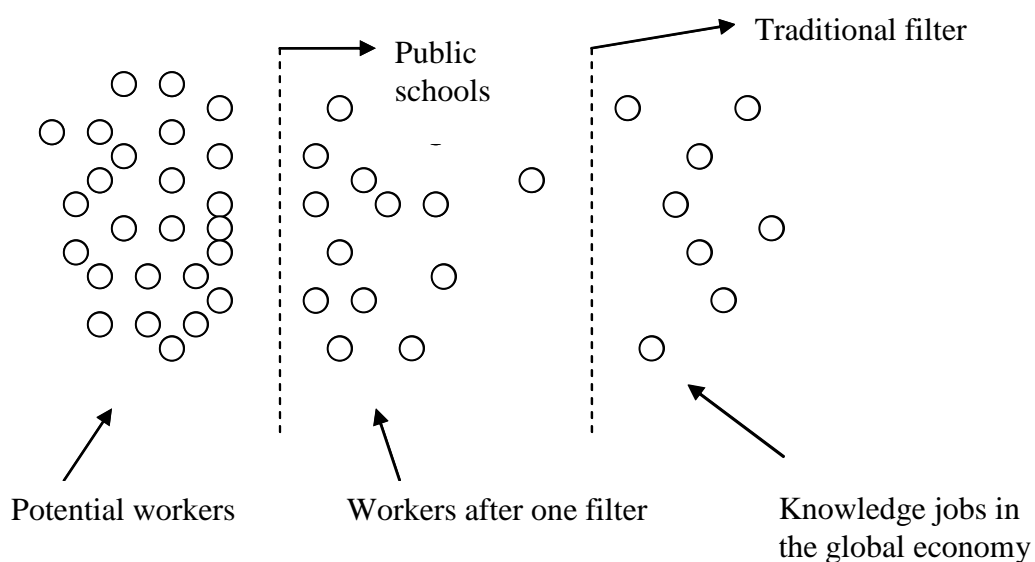 Traditional filter
Public
schools
Potential workers
Workers after one filter
Knowledge jobs in
the global economy